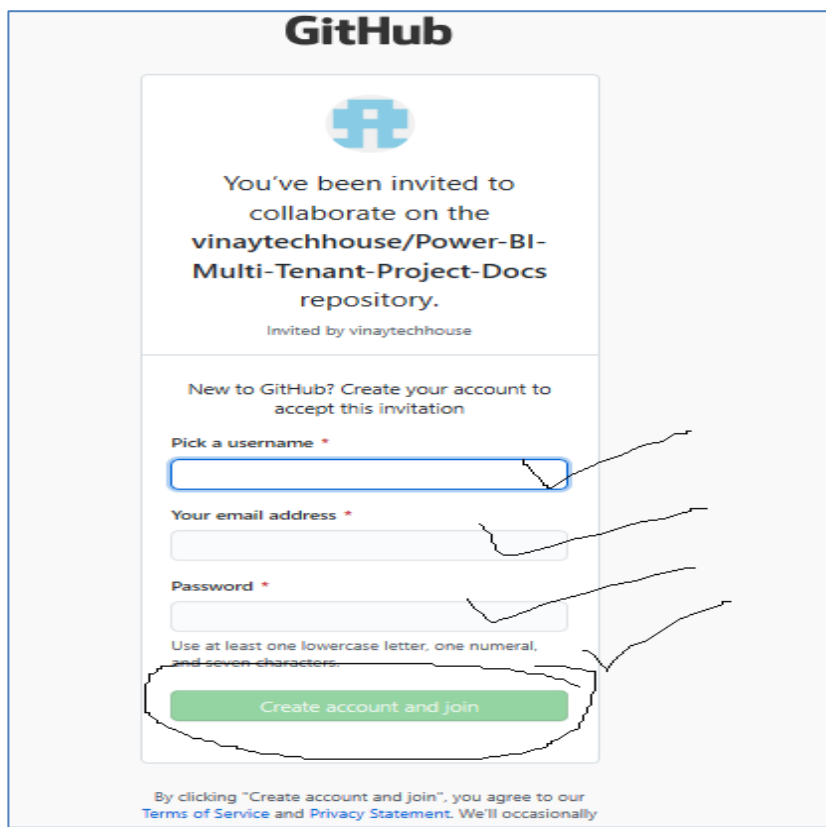 GitHub
You've been invited to
collaborate on the
vinaytechhouse/Power-BI-
Multi-Tenant-Project-Docs
repository.
Invited by vinaytechhouse
New to GitHub? Create your account to
accept this invitation
Pick a username *
Your email address *
Password *
Use at least one lowercase letter, one numeral,
and seven characters.
Create account and join
By clicking "Create account and join", you agree to our
Terms of Service and Privacy Statement. We'll occasionally